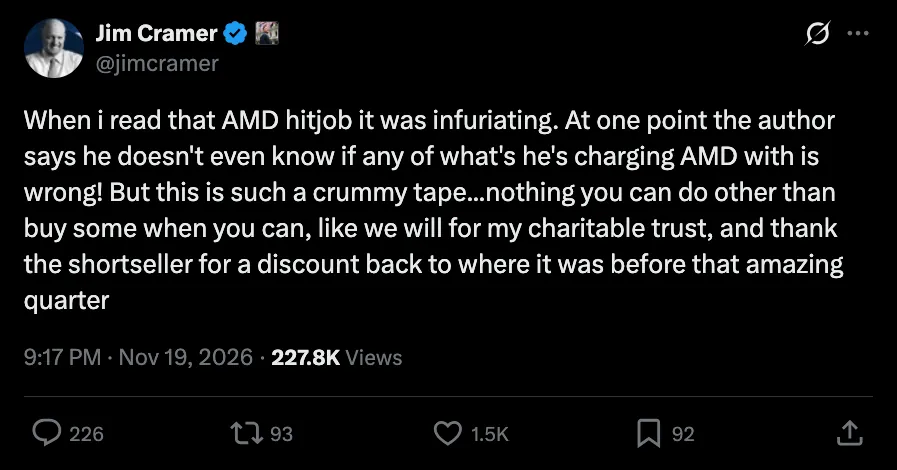 Jim Cramer
@jimcramer
When i read that AMD hitjob it was infuriating. At one point the author
says he doesn't even know if any of what's he's charging AMD with is
wrong! But this is such a crummy tape...nothing you can do other than
buy some when you can, like we will for my charitable trust, and thank
the shortseller for a discount back to where it was before that amazing
quarter
9:17 PM · Nov 19, 2026 · 227.8K Views
226 93 1.5K 92